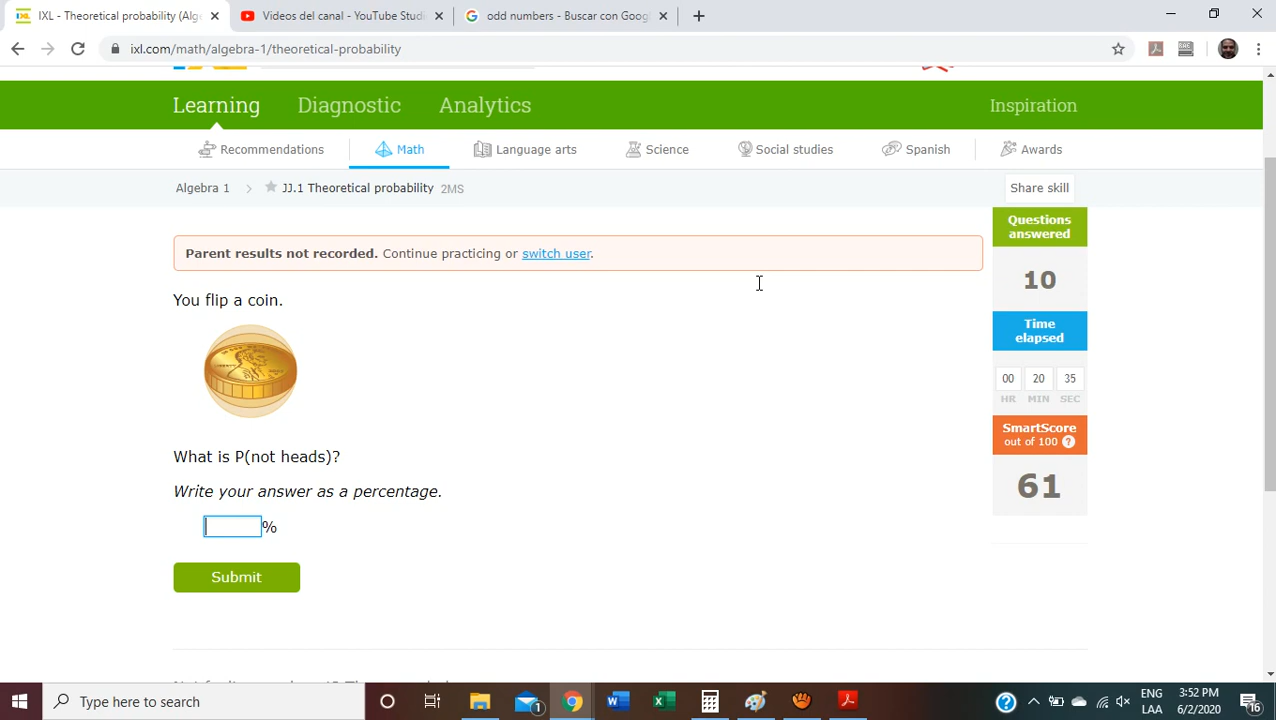 IXL - Theoretical probability (Alg
Videos del canal - YouTube Studi
odd numbers - Buscar con Googl
ixl.com/math/algebra-1/theoretical-probability
Learning
Diagnostic
Analytics
Inspiration
Recommendations
Math
Language arts
Science
Social studies
Spanish
Awards
Algebra 1
JJ.1 Theoretical probability 2MS
Share skill
Parent results not recorded. Continue practicing or switch user.
Questions
answered
10
Time
elapsed
00 20 35
HR MIN SEC
SmartScore
out of 100 ?
61
You flip a coin.
What is P(not heads)?
Write your answer as a percentage.
%
Submit
Type here to search
1
ENG
LAA
3:52 PM
6/2/2020
16